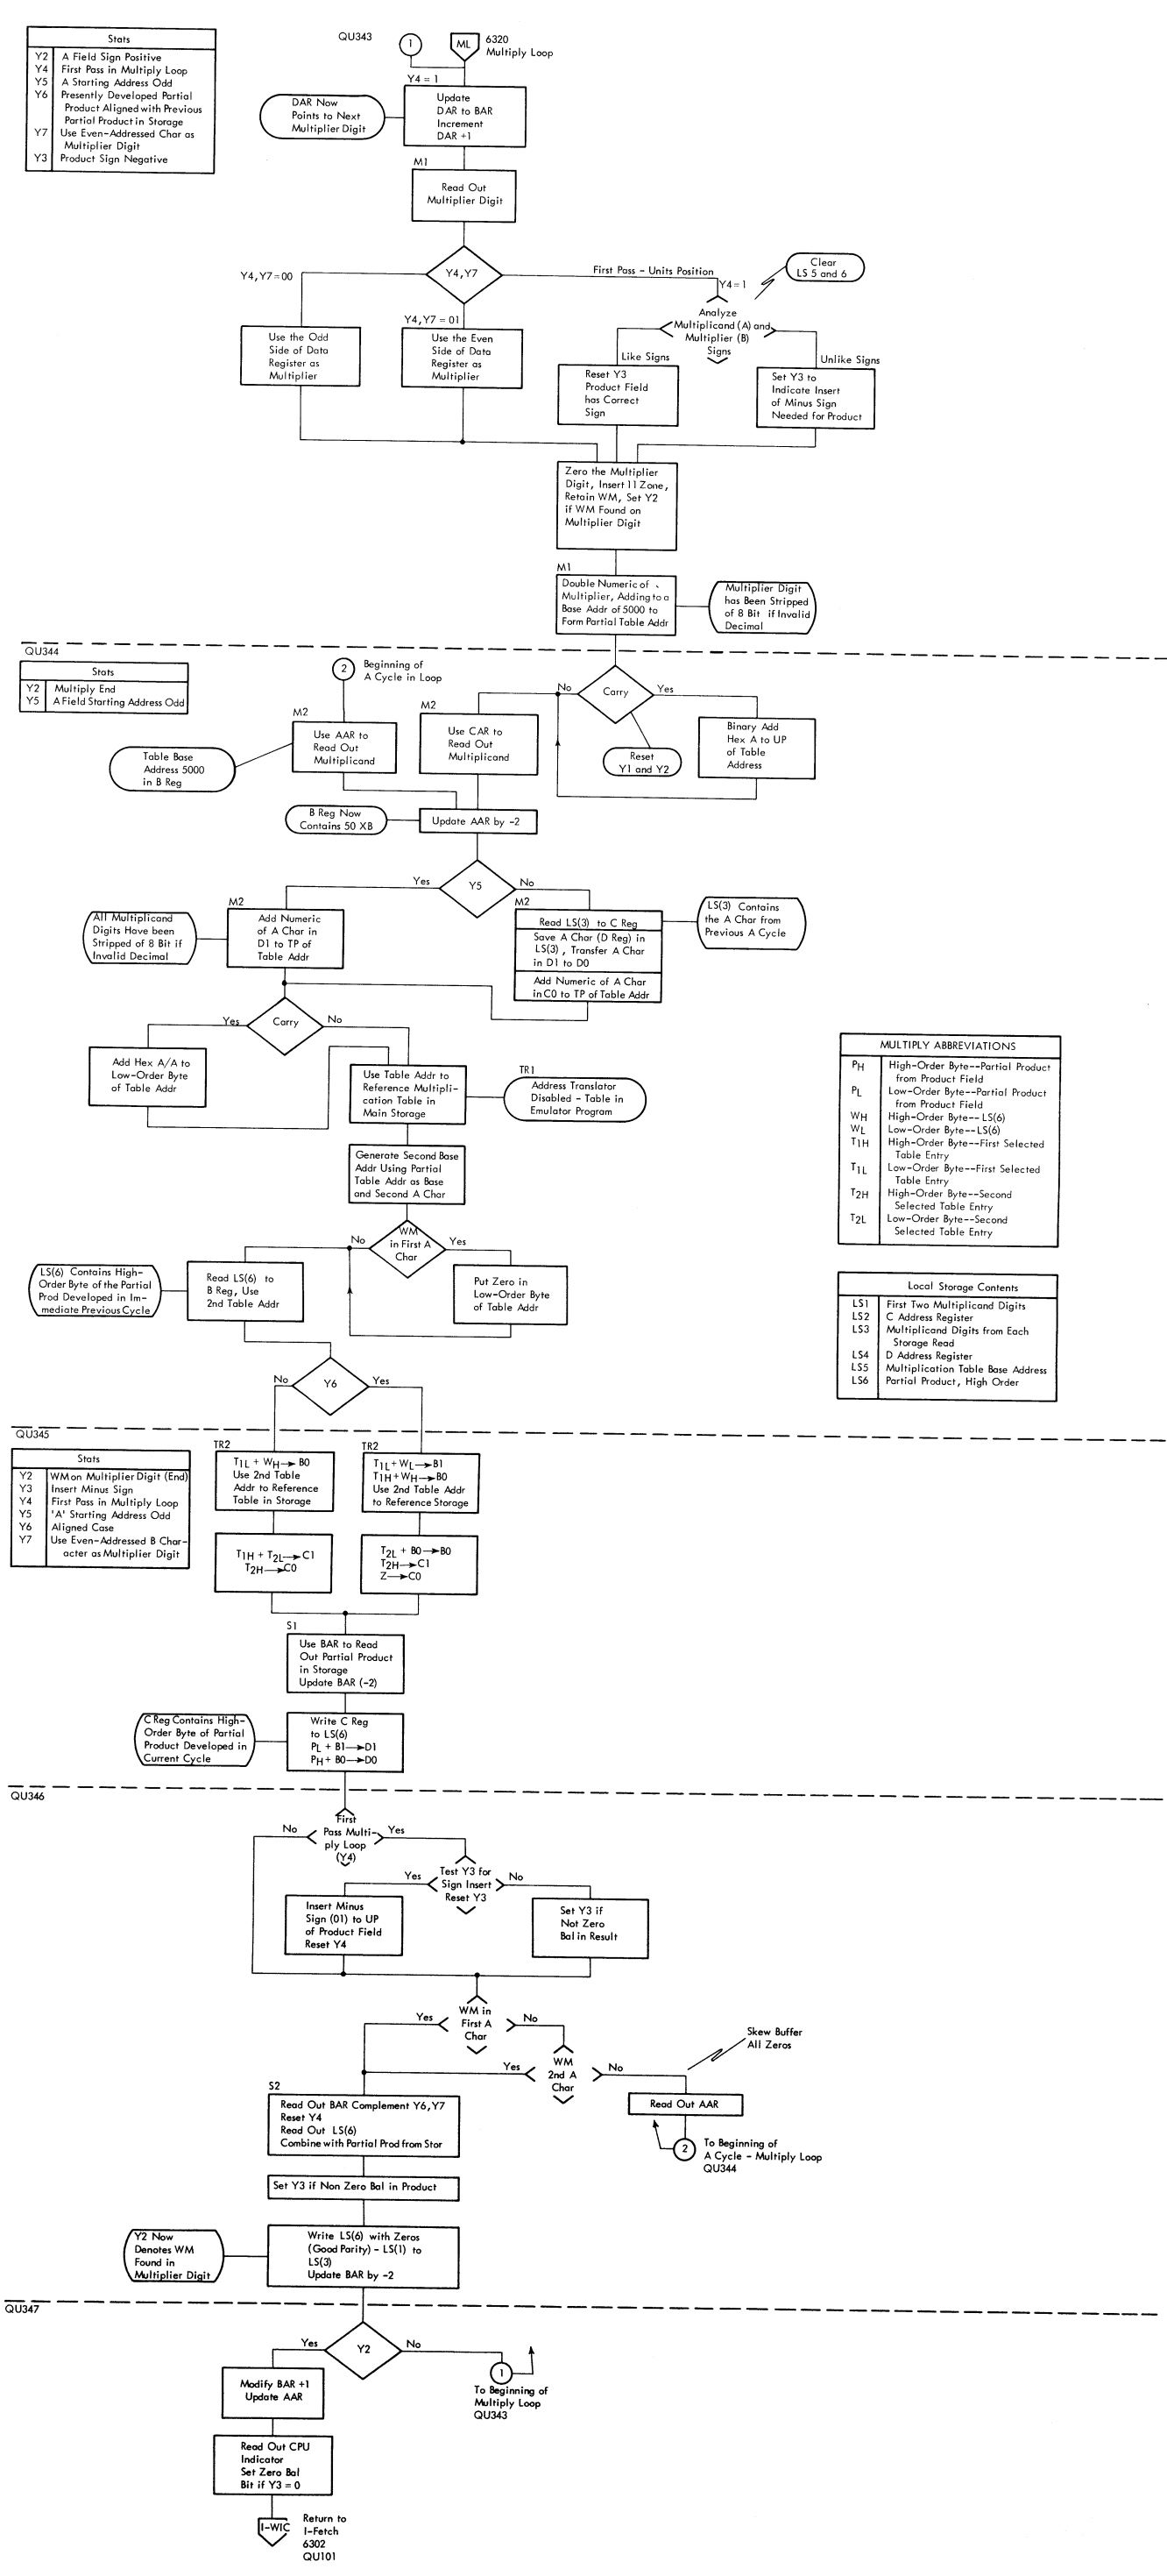 QU343
1
ML
6320
Multiply Loop
Stats
Y2 A Field Sign Positive
Y4 First Pass in Multiply Loop
Y5 A Starting Address Odd
Y6 Presently Developed Partial
Product Aligned with Previous
Partial Product in Storage
Y7 Use Even-Addressed Char as
Multiplier Digit
Y3 Product Sign Negative
Y4 = 1
DAR Now
Points to Next
Multiplier Digit
Update
DAR to BAR
Increment
DAR +1
M1
Read Out
Multiplier Digit
Y4,Y7=00
Y4,Y7
First Pass - Units Position
Y4=1
Clear
LS 5 and 6
Y4,Y7 = 01
Analyze
Multiplicand (A) and
Multiplier (B)
Signs
Use the Odd
Side of Data
Register as
Multiplier
Use the Even
Side of Data
Register as
Multiplier
Like Signs
Unlike Signs
Reset Y3
Product Field
has Correct
Sign
Set Y3 to
Indicate Insert
of Minus Sign
Needed for Product
Zero the Multiplier
Digit, Insert 11 Zone,
Retain WM, Set Y2
if WM Found on
Multiplier Digit
M1
Double Numeric of
Multiplier, Adding to a
Base Addr of 5000 to
Form Partial Table Addr
Multiplier Digit
has Been Stripped
of 8 Bit if Invalid
Decimal
QU344
Stats
Y2 Multiply End
Y5 A Field Starting Address Odd
2
Beginning of
A Cycle in Loop
No
Carry
Yes
M2
Use AAR to
Read Out
Multiplicand
M2
Use CAR to
Read Out
Multiplicand
Reset
Y1 and Y2
Binary Add
Hex A to UP
of Table
Address
Table Base
Address 5000
in B Reg
B Reg Now
Contains 50 XB
Update AAR by -2
Yes
Y5
No
M2
Add Numeric
of A Char in
D1 to TP of
Table Addr
All Multiplicand
Digits Have been
Stripped of 8 Bit if
Invalid Decimal
M2
Read LS(3) to C Reg
Save A Char (D Reg) in
LS(3) , Transfer A Char
in D1 to D0
Add Numeric of A Char
in C0 to TP of Table Addr
LS(3) Contains
the A Char from
Previous A Cycle
Yes
Carry
No
Add Hex A/A to
Low-Order Byte
of Table Addr
Use Table Addr to
Reference Multipli-
cation Table in
Main Storage
TR1
Address Translator
Disabled - Table in
Emulator Program
MULTIPLY ABBREVIATIONS
PH High-Order Byte--Partial Product
from Product Field
PL Low-Order Byte--Partial Product
from Product Field
WH High-Order Byte-- LS(6)
WL Low-Order Byte--LS(6)
T1H High-Order Byte--First Selected
Table Entry
T1L Low-Order Byte--First Selected
Table Entry
T2H High-Order Byte--Second
Selected Table Entry
T2L Low-Order Byte--Second
Selected Table Entry
Generate Second Base
Addr Using Partial
Table Addr as Base
and Second A Char
No
WM
in First A
Char
Yes
LS(6) Contains High-
Order Byte of the Partial
Prod Developed in Im-
mediate Previous Cycle
Read LS(6) to
B Reg, Use
2nd Table Addr
Put Zero in
Low-Order Byte
of Table Addr
Local Storage Contents
LS1 First Two Multiplicand Digits
LS2 C Address Register
LS3 Multiplicand Digits from Each
Storage Read
LS4 D Address Register
LS5 Multiplication Table Base Address
LS6 Partial Product, High Order
No
Y6
Yes
QU345
Stats
Y2 WM on Multiplier Digit (End)
Y3 Insert Minus Sign
Y4 First Pass in Multiply Loop
Y5 'A' Starting Address Odd
Y6 Aligned Case
Y7 Use Even-Addressed B Char-
acter as Multiplier Digit
TR2
T1L + WH→B0
Use 2nd Table
Addr to Reference
Table in Storage
TR2
T1L+WL→B1
T1H+WH→B0
Use 2nd Table Addr
to Reference Storage
T1H + T2L→C1
T2H→C0
T2L + B0→B0
T2H→C1
Z→C0
S1
Use BAR to Read
Out Partial Product
in Storage
Update BAR (-2)
C Reg Contains High-
Order Byte of Partial
Product Developed in
Current Cycle
Write C Reg
to LS(6)
PL + B1→D1
PH + B0→D0
QU346
No
First
Pass Multi-
ply Loop
(Y4)
Yes
Yes
Test Y3 for
Sign Insert
Reset Y3
No
Insert Minus
Sign (01) to UP
of Product Field
Reset Y4
Set Y3 if
Not Zero
Bal in Result
Yes
WM in
First A
Char
No
Yes
WM
2nd A
Char
No
Skew Buffer
All Zeros
S2
Read Out BAR Complement Y6,Y7
Reset Y4
Read Out LS(6)
Combine with Partial Prod from Stor
Read Out AAR
2
To Beginning of
A Cycle - Multiply Loop
QU344
Set Y3 if Non Zero Bal in Product
Y2 Now
Denotes WM
Found in
Multiplier Digit
Write LS(6) with Zeros
(Good Parity) - LS(1) to
LS(3)
Update BAR by -2
QU347
Yes
Y2
No
1
To Beginning of
Multiply Loop
QU343
Modify BAR +1
Update AAR
Read Out CPU
Indicator
Set Zero Bal
Bit if Y3 = 0
I-WIC
Return to
I-Fetch
6302
QU101